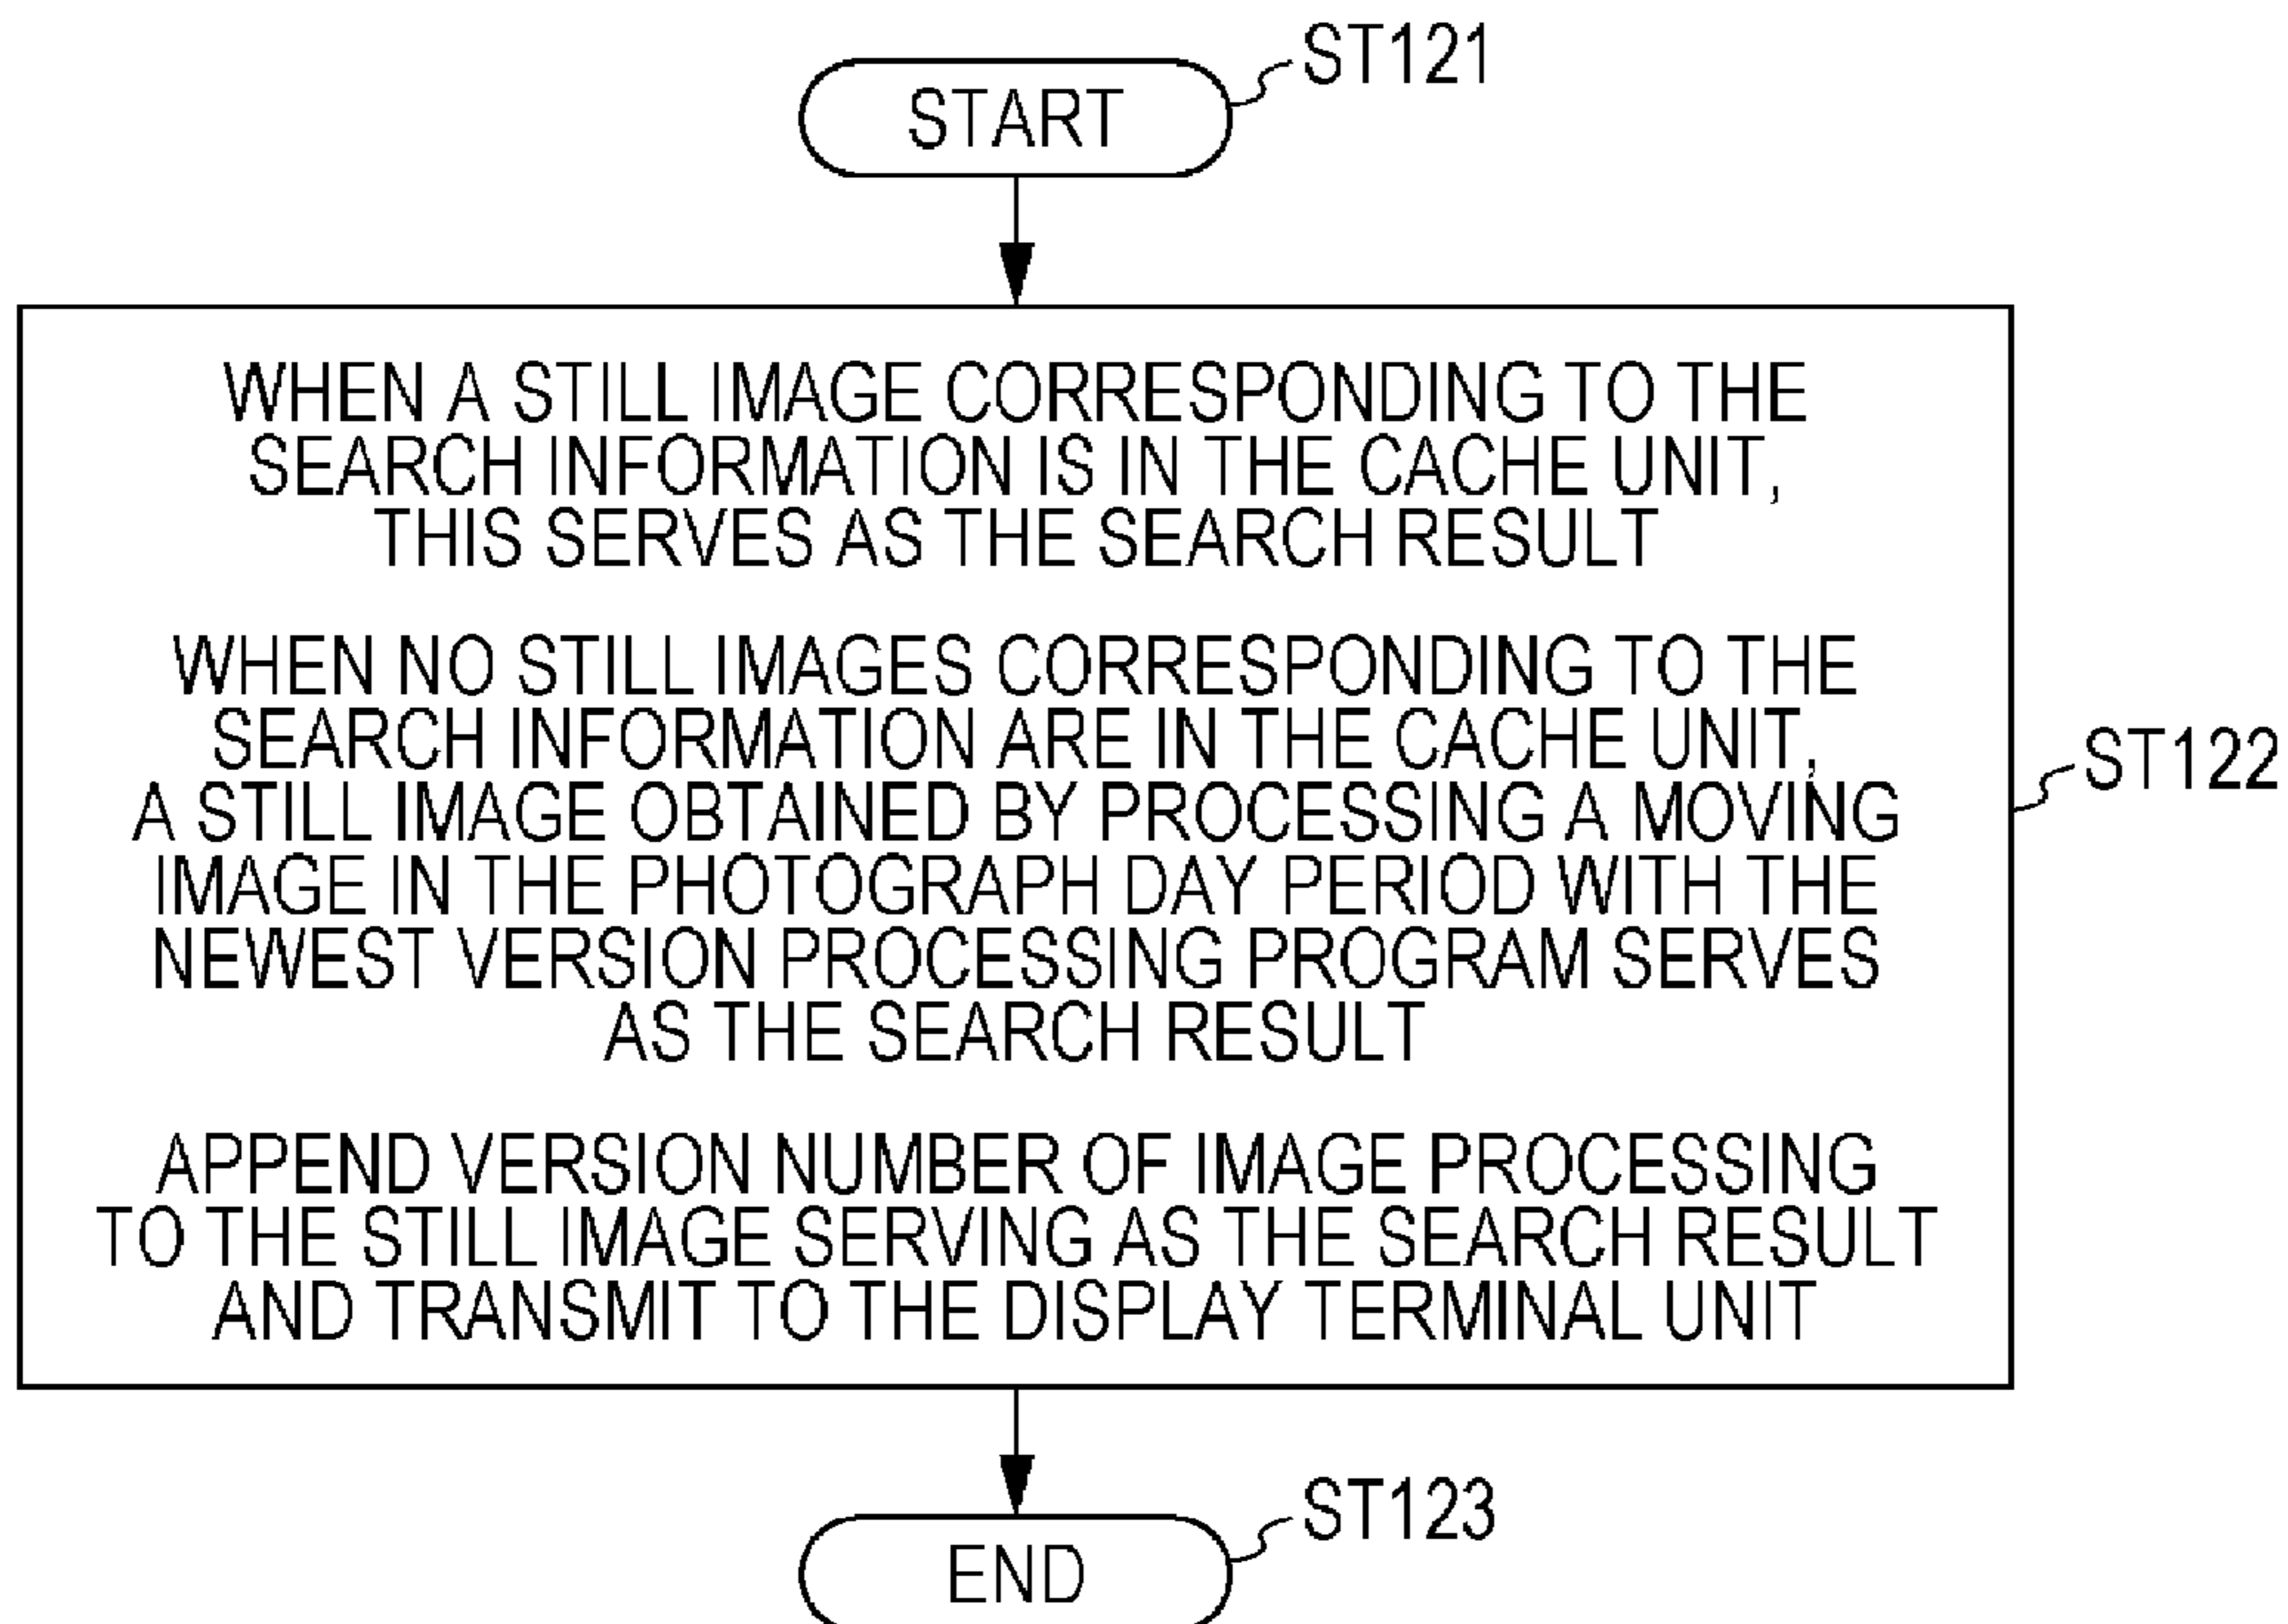 ST121
START
WHEN A STILL IMAGE CORRESPONDING TO THE
SEARCH INFORMATION IS IN THE CACHE UNIT,
THIS SERVES AS THE SEARCH RESULT
WHEN NO STILL IMAGES CORRESPONDING TO THE
SEARCH INFORMATION ARE IN THE CACHE UNIT,
A STILL IMAGE OBTAINED BY PROCESSING A MOVING
IMAGE IN THE PHOTOGRAPH DAY PERIOD WITH THE
NEWEST VERSION PROCESSING PROGRAM SERVES
AS THE SEARCH RESULT
APPEND VERSION NUMBER OF IMAGE PROCESSING
TO THE STILL IMAGE SERVING AS THE SEARCH RESULT
AND TRANSMIT TO THE DISPLAY TERMINAL UNIT
ST122
ST123
END